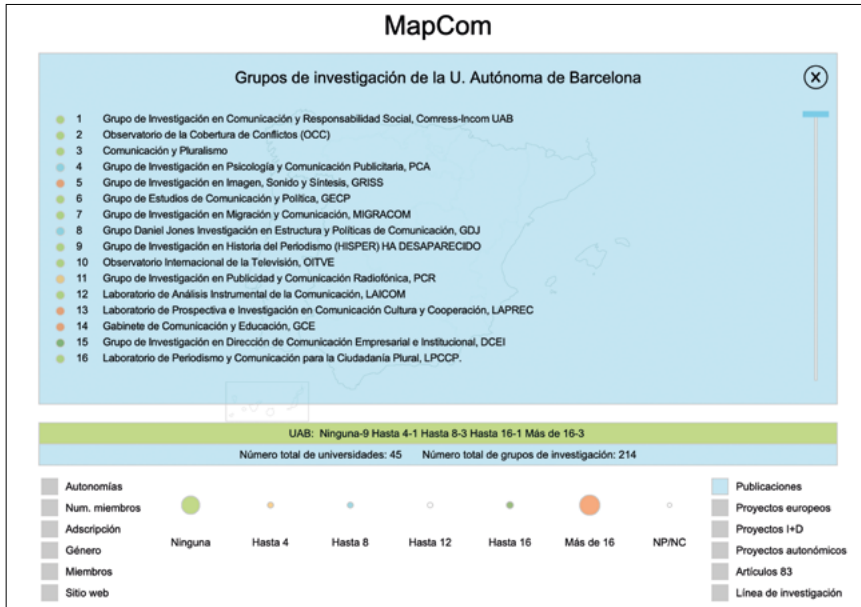 MapCom
Grupos de investigación de la U. Autónoma de Barcelona
X
1 Grupo de Investigación en Comunicación y Responsabilidad Social, Comress-Incom UAB
2 Observatorio de la Cobertura de Conflictos (OCC)
3 Comunicación y Pluralismo
4 Grupo de Investigación en Psicología y Comunicación Publicitaria, PCA
5 Grupo de Investigación en Imagen, Sonido y Síntesis, GRISS
6 Grupo de Estudios de Comunicación y Política, GECP
7 Grupo de Investigación en Migración y Comunicación, MIGRACOM
8 Grupo Daniel Jones Investigación en Estructura y Políticas de Comunicación, GDJ
9 Grupo de Investigación en Historia del Periodismo (HISPER) HA DESAPARECIDO
10 Observatorio Internacional de la Televisión, OITVE
11 Grupo de Investigación en Publicidad y Comunicación Radiofónica, PCR
12 Laboratorio de Análisis Instrumental de la Comunicación, LAICOM
13 Laboratorio de Prospectiva e Investigación en Comunicación Cultura y Cooperación, LAPREC
14 Gabinete de Comunicación y Educación, GCE
15 Grupo de Investigación en Dirección de Comunicación Empresarial e Institucional, DCEI
16 Laboratorio de Periodismo y Comunicación para la Ciudadanía Plural, LPCCP.
UAB: Ninguna-9 Hasta 4-1 Hasta 8-3 Hasta 16-1 Más de 16-3
Número total de universidades: 45 Número total de grupos de investigación: 214
Autonomías
Num. miembros
Adscripción
Género
Miembros
Sitio web
Ninguna Hasta 4 Hasta 8 Hasta 12 Hasta 16 Más de 16 NP/NC
Publicaciones
Proyectos europeos
Proyectos I+D
Proyectos autonómicos
Artículos 83
Línea de investigación